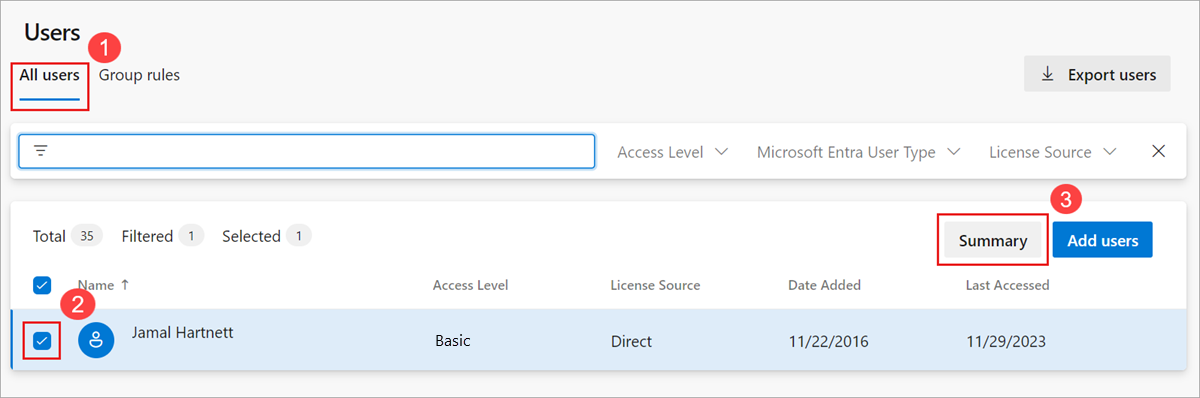 Users
1
All users Group rules
Export users
Access Level Microsoft Entra User Type License Source
3
Total 35 Filtered 1 Selected 1
Summary Add users
Name ↑ Access Level License Source Date Added Last Accessed
2
Jamal Hartnett Basic Direct 11/22/2016 11/29/2023